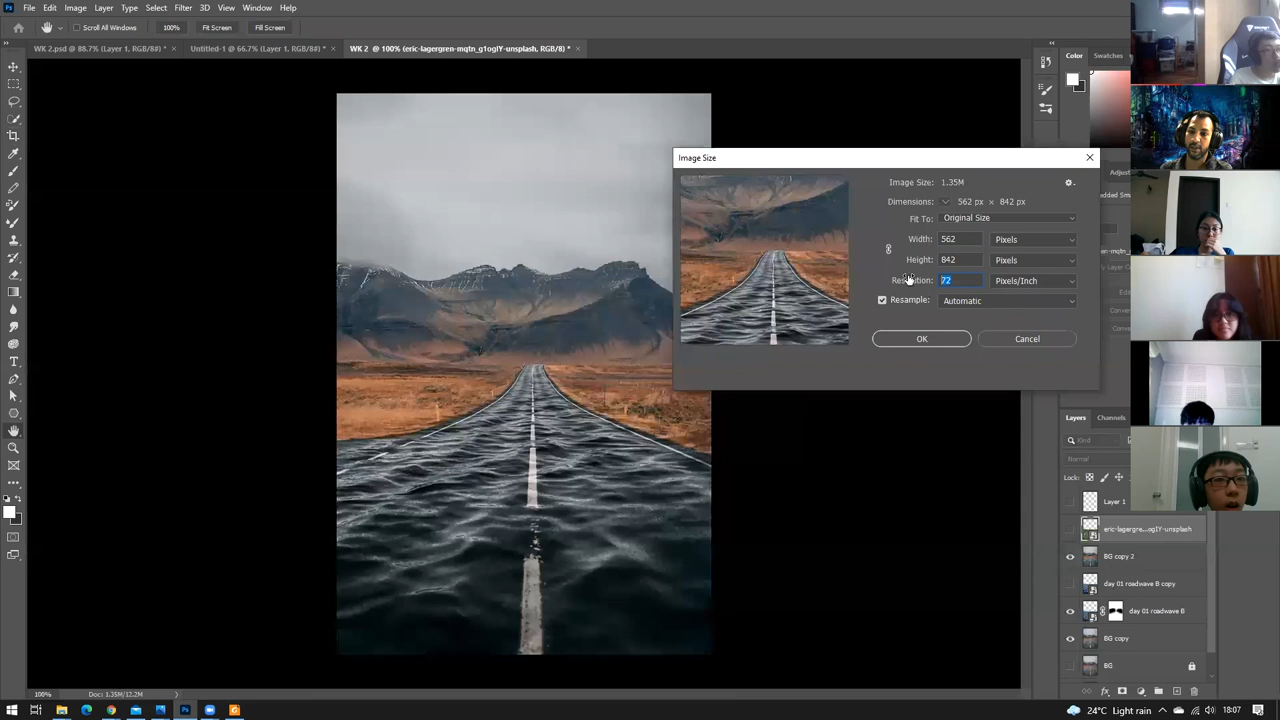 Ps File Edit Image Layer Type Select Filter 3D View Window Help
Scroll All Windows 100% Fit Screen Fill Screen
WK 2.psd @ 88.7% (Layer 1, RGB/8#) * × Untitled-1 @ 66.7% (Layer 1, RGB/8#) * × WK 2 @ 100% (eric-lagergren-mqtn_g1ogIY-unsplash, RGB/8) * ×
Color Swatches
Image Size
Image Size: 1.35M
Dimensions: 562 px × 842 px
Fit To: Original Size
Width: 562 Pixels
Height: 842 Pixels
72 Pixels/Inch
Resample: Automatic
OK Cancel
Layers Channels
Kind
Normal
Lock:
Layer 1
eric-lagergre...ogIY-unsplash
BG copy 2
day 01 roadwave B copy
day 01 roadwave B
BG copy
BG
100% Doc: 1.35M/12.2M
24°C Light rain 18:07